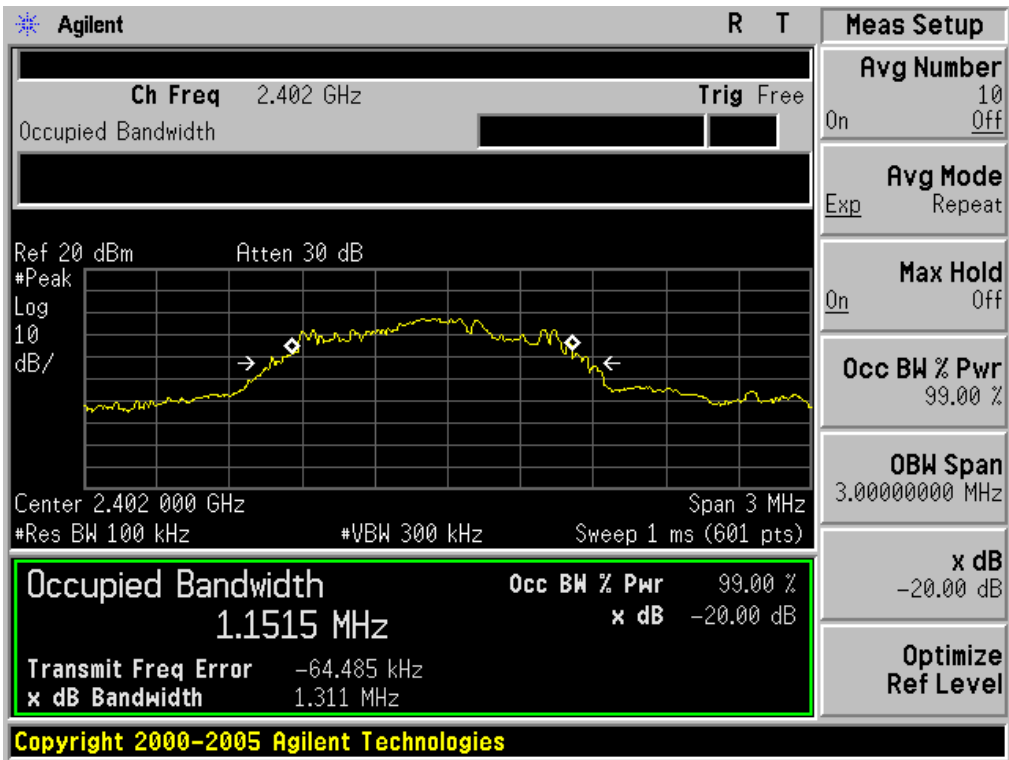 Agilent R T
Ch Freq 2.402 GHz Trig Free
Occupied Bandwidth
Ref 20 dBm Atten 30 dB
#Peak
Log
10
dB/
Center 2.402 000 GHz Span 3 MHz
#Res BW 100 kHz #VBW 300 kHz Sweep 1 ms (601 pts)
Occupied Bandwidth Occ BW % Pwr 99.00 %
1.1515 MHz x dB -20.00 dB
Transmit Freq Error -64.485 kHz
x dB Bandwidth 1.311 MHz
Copyright 2000-2005 Agilent Technologies
Meas Setup
Avg Number
10
On Off
Avg Mode
Exp Repeat
Max Hold
On Off
Occ BW % Pwr
99.00 %
OBW Span
3.00000000 MHz
x dB
-20.00 dB
Optimize
Ref Level